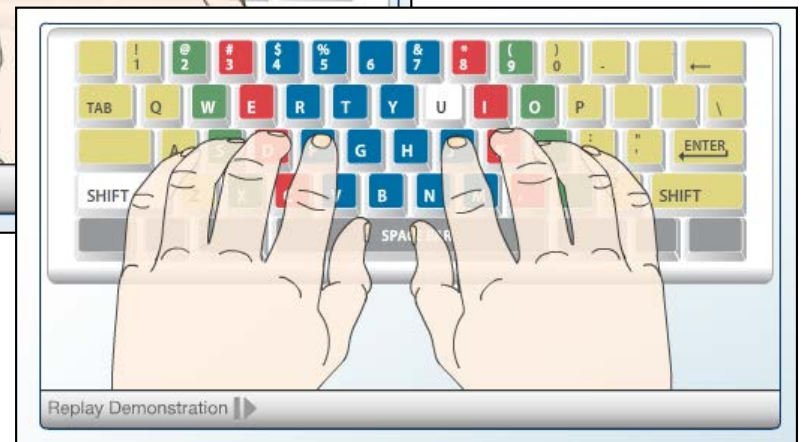 ! @ # $ % & * ( )
1 2 3 4 5 6 7 8 9 0 - ←
TAB Q W E R T Y U I O P \
A S D F G H J : " ' ENTER
SHIFT Z X C V B N M SHIFT
SPACE BAR
Replay Demonstration